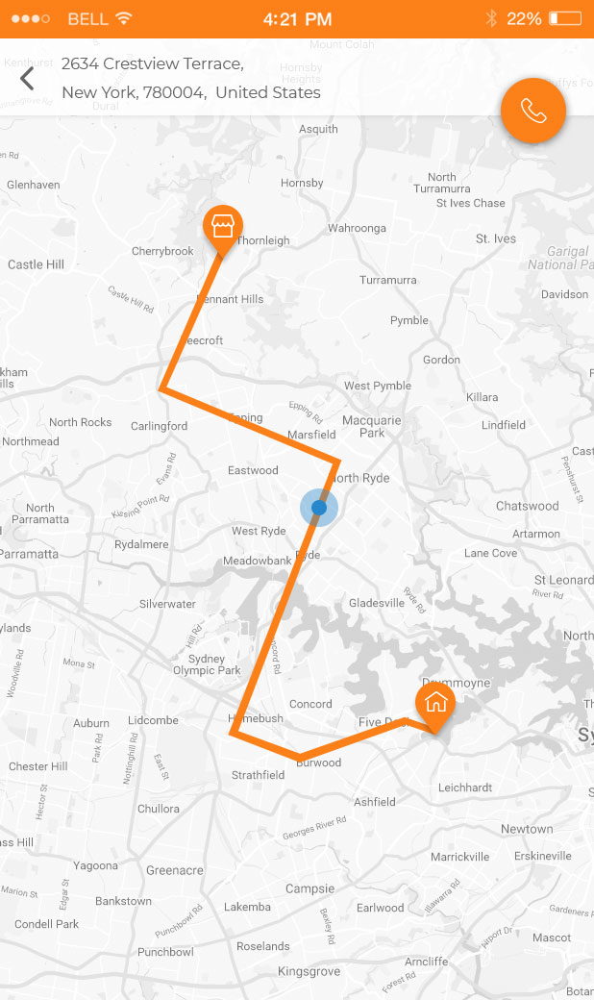 BELL
4:21 PM
22%
Mount Colah
Kenthurst
2634 Crestview Terrace,
Hornsby
Heights
New York, 780004, United States
Dural
Asquith
Glenhaven
Hornsby
North
Turramurra
St Ives Chase
Wahroonga
Thornleigh
St. Ives
Cherrybrook
Castle Hill
Garigal
National Pa
Turramurra
Castle Hill Rd
Pennant Hills
Davidson
Pympble
eecroft
Gordon
kham
ills
West Pymble
Killara
Epping Rd
Epping
North Rocks
Carlingford
Macquarie
Park
Lindfield
Marsfield
Northmead
Cast
Evans Rd
Eastwood
North Ryde
Penshurst St
Kissing Point Rd
North
Parramatta
Chatswood
West Ryde
Artarmon
Rydalmere
Parramatta
Meadowbank
Ryde
Lane Cove
St Leonard
River Rd
Ryde Rd
Silverwater
Gladesville
ylands
Hill Rd
North
Woodville Rd
Mona St
Sydney
Olympic Park
oncord Rd
Drummoyne
Concord
Auburn
Lidcombe
Homebush
Five Do
Sy
Park Rd
Nottinghill Rd
East St
Chester Hill
Strathfield
Burwood
Hector St
Leichhardt
Chullora
Ashfield
Georges River Rd
Newtown
ass Hill
Marrickville
Erskineville
Yagoona
Greenacre
Marion St
Edgar St
Campsie
Bankstown
Lakemba
Earlwood
Illawarra Rd
Gardeners
Punchbowl Rd
Bexley Rd
Condell Park
Airport Dr
Mascot
Punchbowl
Roselands
Arncliffe
Kingsgrove
Forest Rd
Botan